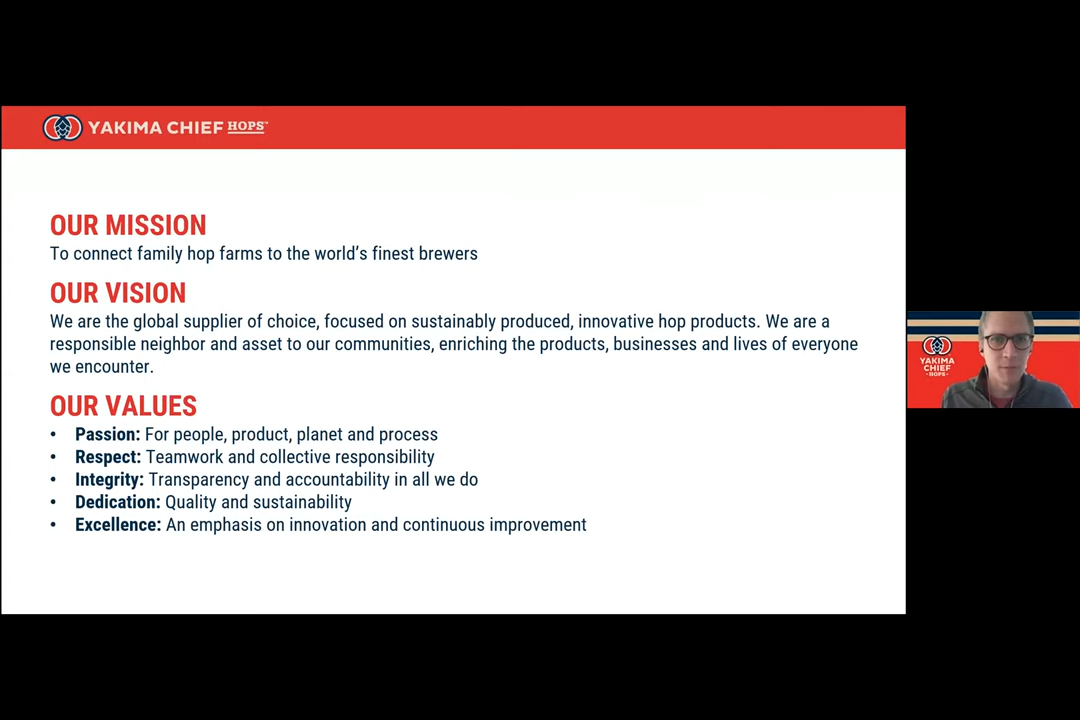 YAKIMA CHIEF HOPS™
OUR MISSION
To connect family hop farms to the world’s finest brewers
OUR VISION
We are the global supplier of choice, focused on sustainably produced, innovative hop products. We are a
responsible neighbor and asset to our communities, enriching the products, businesses and lives of everyone
we encounter.
OUR VALUES
• Passion: For people, product, planet and process
• Respect: Teamwork and collective responsibility
• Integrity: Transparency and accountability in all we do
• Dedication: Quality and sustainability
• Excellence: An emphasis on innovation and continuous improvement
YAKIMA
CHIEF
•HOPS•